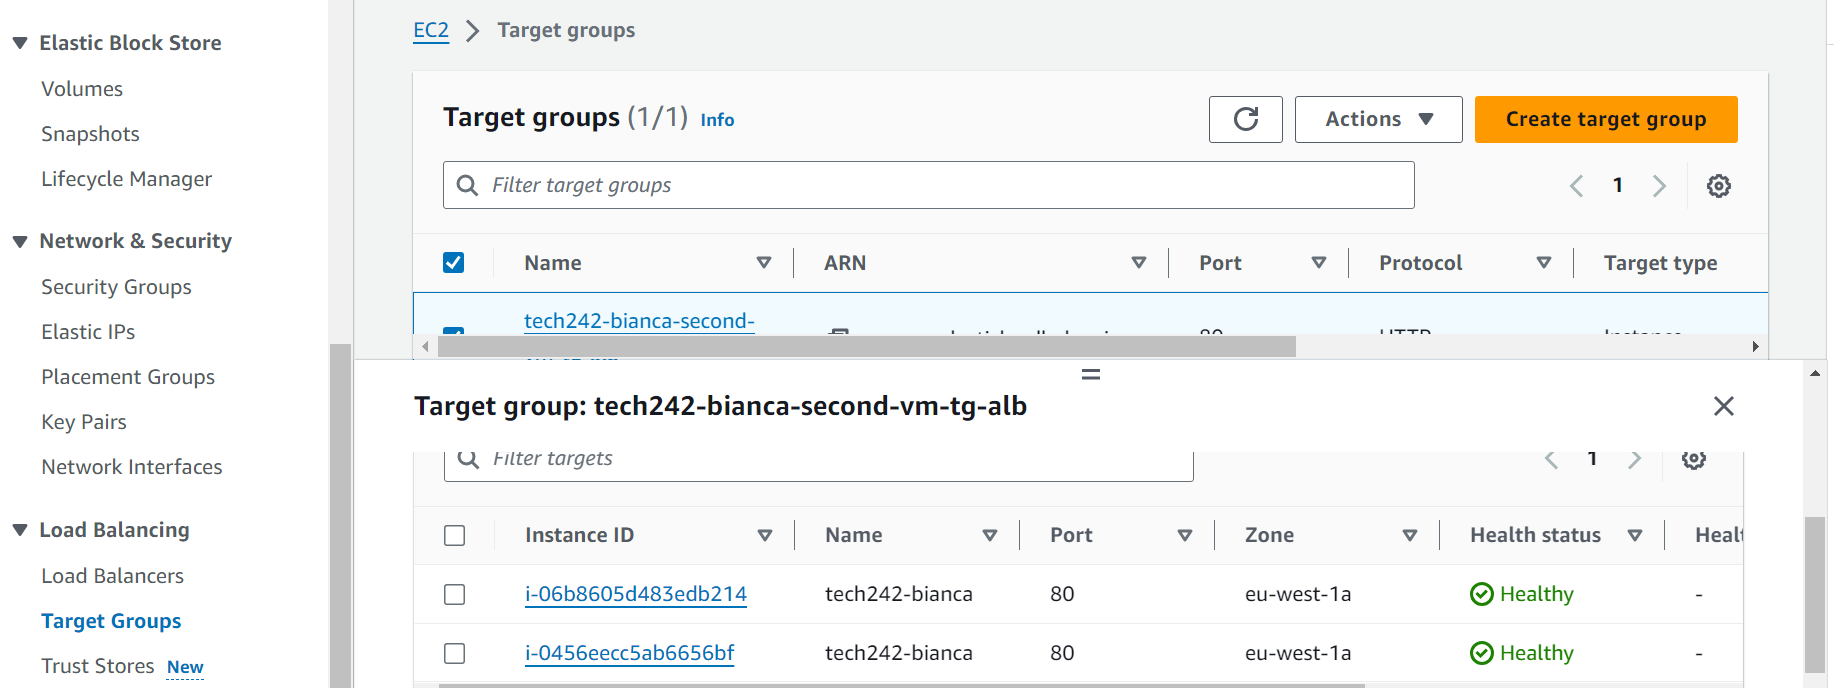 Elastic Block Store
Volumes
Snapshots
Lifecycle Manager
Network & Security
Security Groups
Elastic IPs
Placement Groups
Key Pairs
Network Interfaces
Load Balancing
Load Balancers
Target Groups
Trust Stores New
EC2 Target groups
Target groups (1/1) Info
Actions
Create target group
Filter target groups
1
Name ARN Port Protocol Target type
tech242-bianca-second- 80 HTTP Instance
Target group: tech242-bianca-second-vm-tg-alb
Filter targets
1
Instance ID Name Port Zone Health status Healt
i-06b8605d483edb214 tech242-bianca 80 eu-west-1a Healthy -
i-0456eecc5ab6656bf tech242-bianca 80 eu-west-1a Healthy -